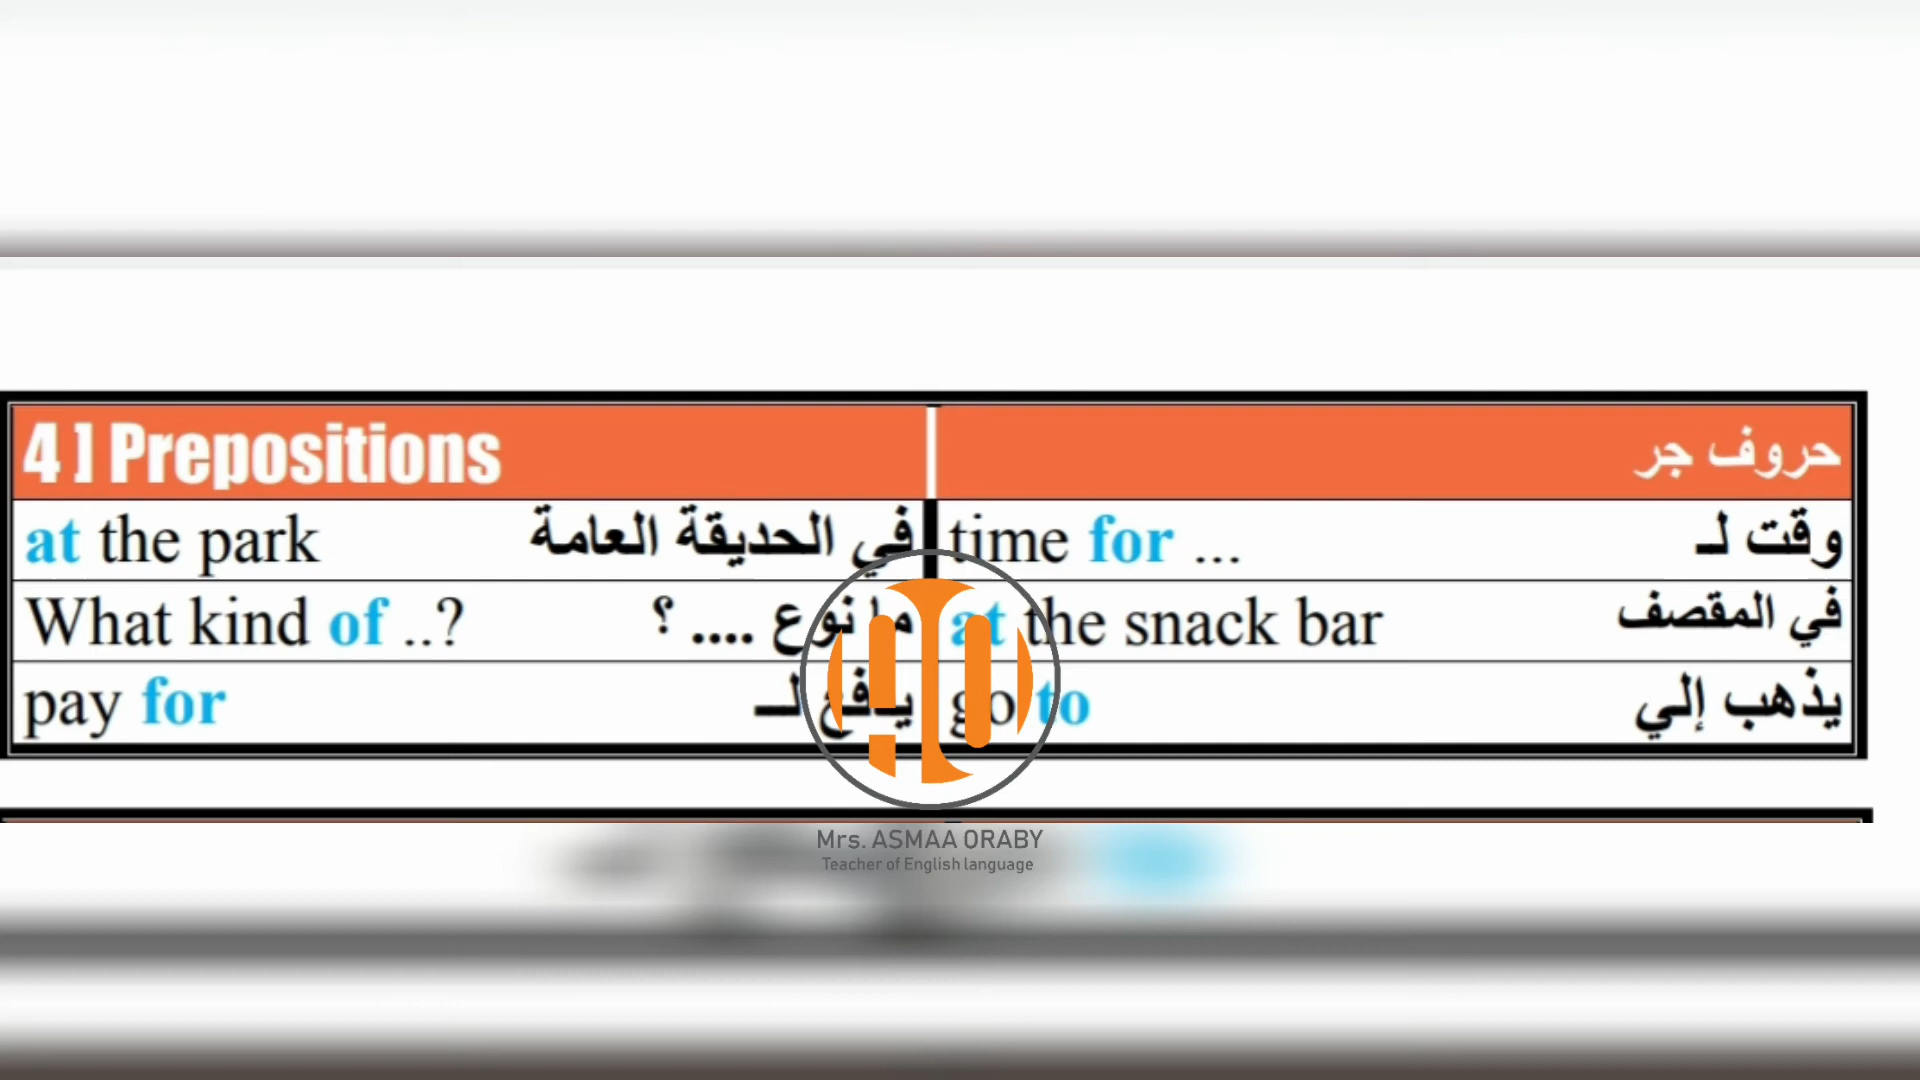 4 ] Prepositions حروف جر
at the park في الحديقة العامة time for ... وقت لـ
What kind of ..? ما نوع .... ؟ at the snack bar في المقصف
pay for لــ go to يذهب إلي
Mrs. ASMAA ORABY
Teacher of English language